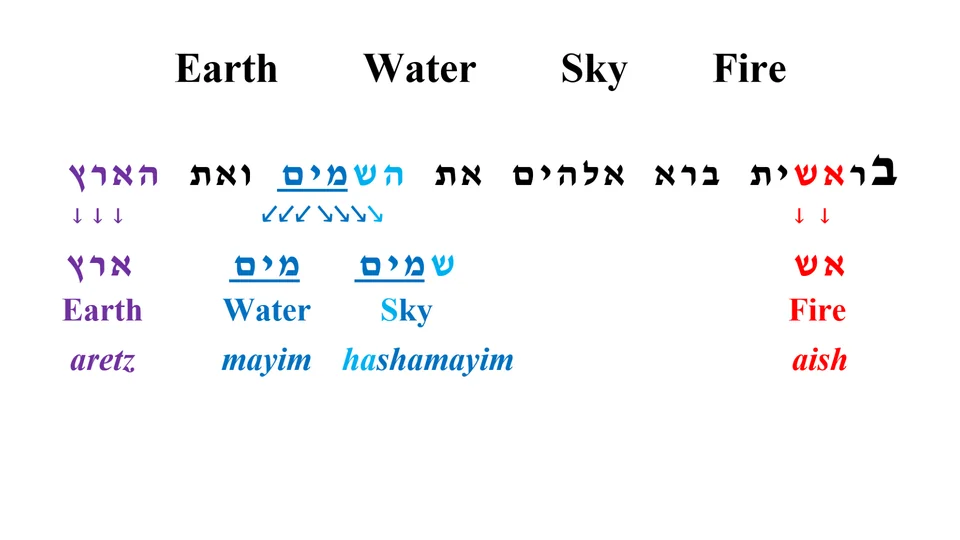 Earth Water Sky Fire
בראשית ברא אלהים את השמים ואת הארץ
↓ ↓ ↓ ↙↙↙ ↘↘↘↘ ↓ ↓
ארץ מים שמים אש
Earth Water Sky Fire
aretz mayim hashamayim aish